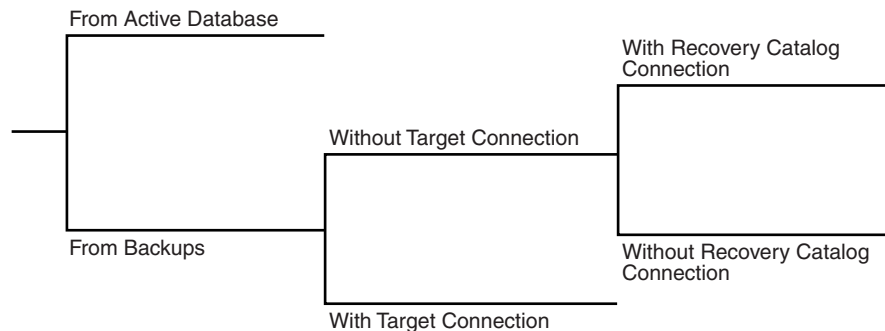 From Active Database
With Recovery Catalog
Connection
Without Target Connection
From Backups
Without Recovery Catalog
Connection
With Target Connection